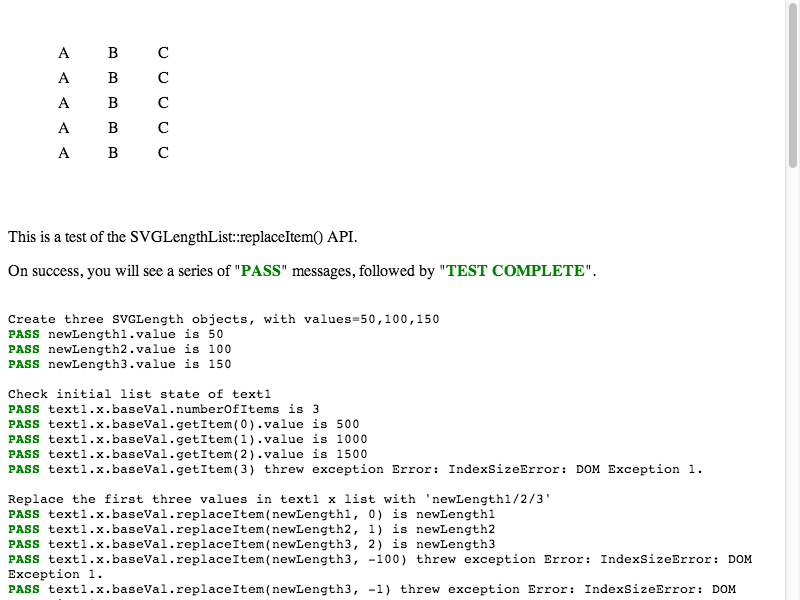 A B C
A B C
A B C
A B C
A B C
This is a test of the SVGLengthList::replaceItem() API.
On success, you will see a series of "PASS" messages, followed by "TEST COMPLETE".
Create three SVGLength objects, with values=50,100,150
PASS newLength1.value is 50
PASS newLength2.value is 100
PASS newLength3.value is 150
Check initial list state of text1
PASS text1.x.baseVal.numberOfItems is 3
PASS text1.x.baseVal.getItem(0).value is 500
PASS text1.x.baseVal.getItem(1).value is 1000
PASS text1.x.baseVal.getItem(2).value is 1500
PASS text1.x.baseVal.getItem(3) threw exception Error: IndexSizeError: DOM Exception 1.
Replace the first three values in text1 x list with 'newLength1/2/3'
PASS text1.x.baseVal.replaceItem(newLength1, 0) is newLength1
PASS text1.x.baseVal.replaceItem(newLength2, 1) is newLength2
PASS text1.x.baseVal.replaceItem(newLength3, 2) is newLength3
PASS text1.x.baseVal.replaceItem(newLength3, -100) threw exception Error: IndexSizeError: DOM
Exception 1.
PASS text1.x.baseVal.replaceItem(newLength3, -1) threw exception Error: IndexSizeError: DOM